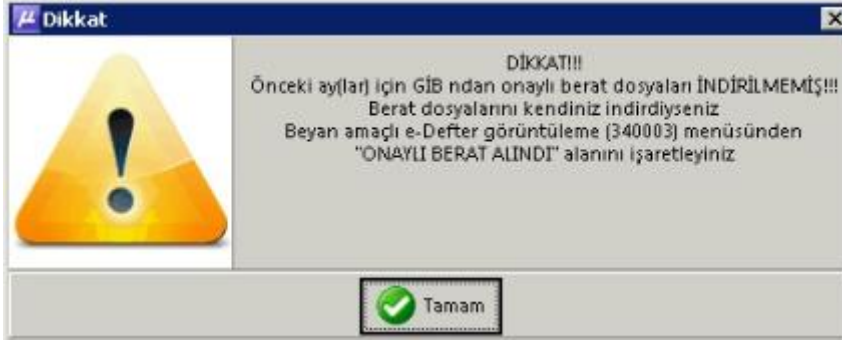 µ Dikkat
DİKKAT!!!
Önceki ay(lar) için GİB ndan onaylı berat dosyaları İNDİRİLMEMİŞ!!!
Berat dosyalarını kendiniz indirdiyseniz
Beyan amaçlı e-Defter görüntüleme (340003) menüsünden
"ONAYLI BERAT ALINDI" alanını işaretleyiniz
Tamam